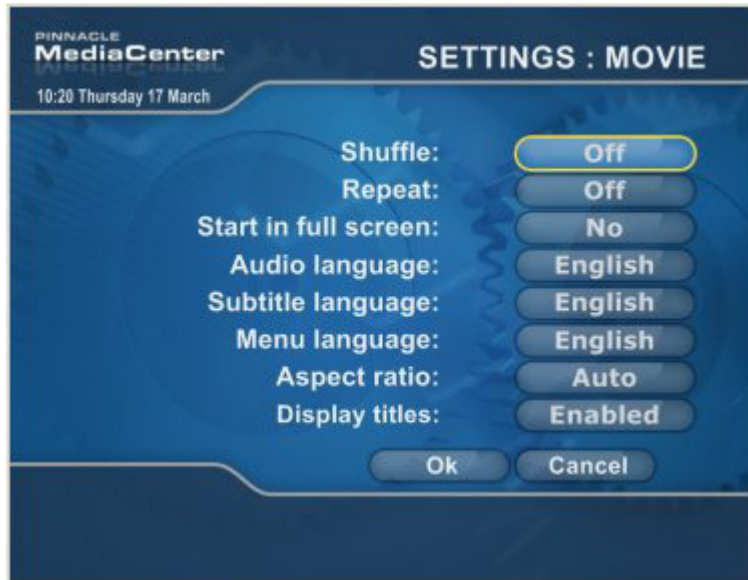 PINNACLE
MediaCenter
SETTINGS : MOVIE
10:20 Thursday 17 March
Shuffle: Off
Repeat: Off
Start in full screen: No
Audio language: English
Subtitle language: English
Menu language: English
Aspect ratio: Auto
Display titles: Enabled
Ok Cancel